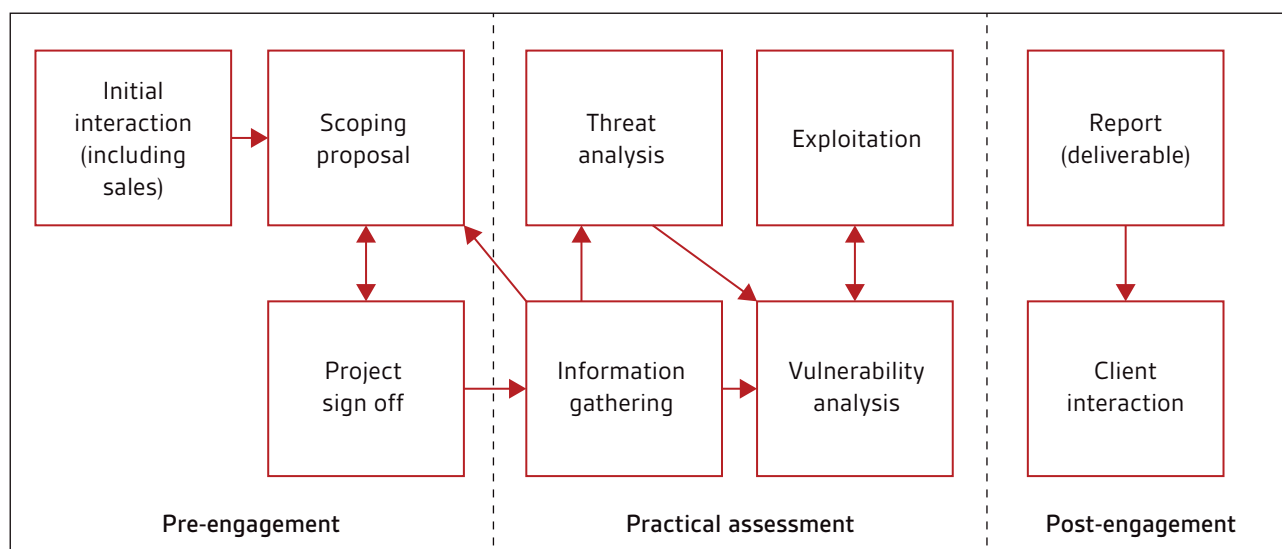 Initial
interaction
(including
sales)
Scoping
proposal
Threat
analysis
Exploitation
Report
(deliverable)
Project
sign off
Information
gathering
Vulnerability
analysis
Client
interaction
Pre-engagement
Practical assessment
Post-engagement